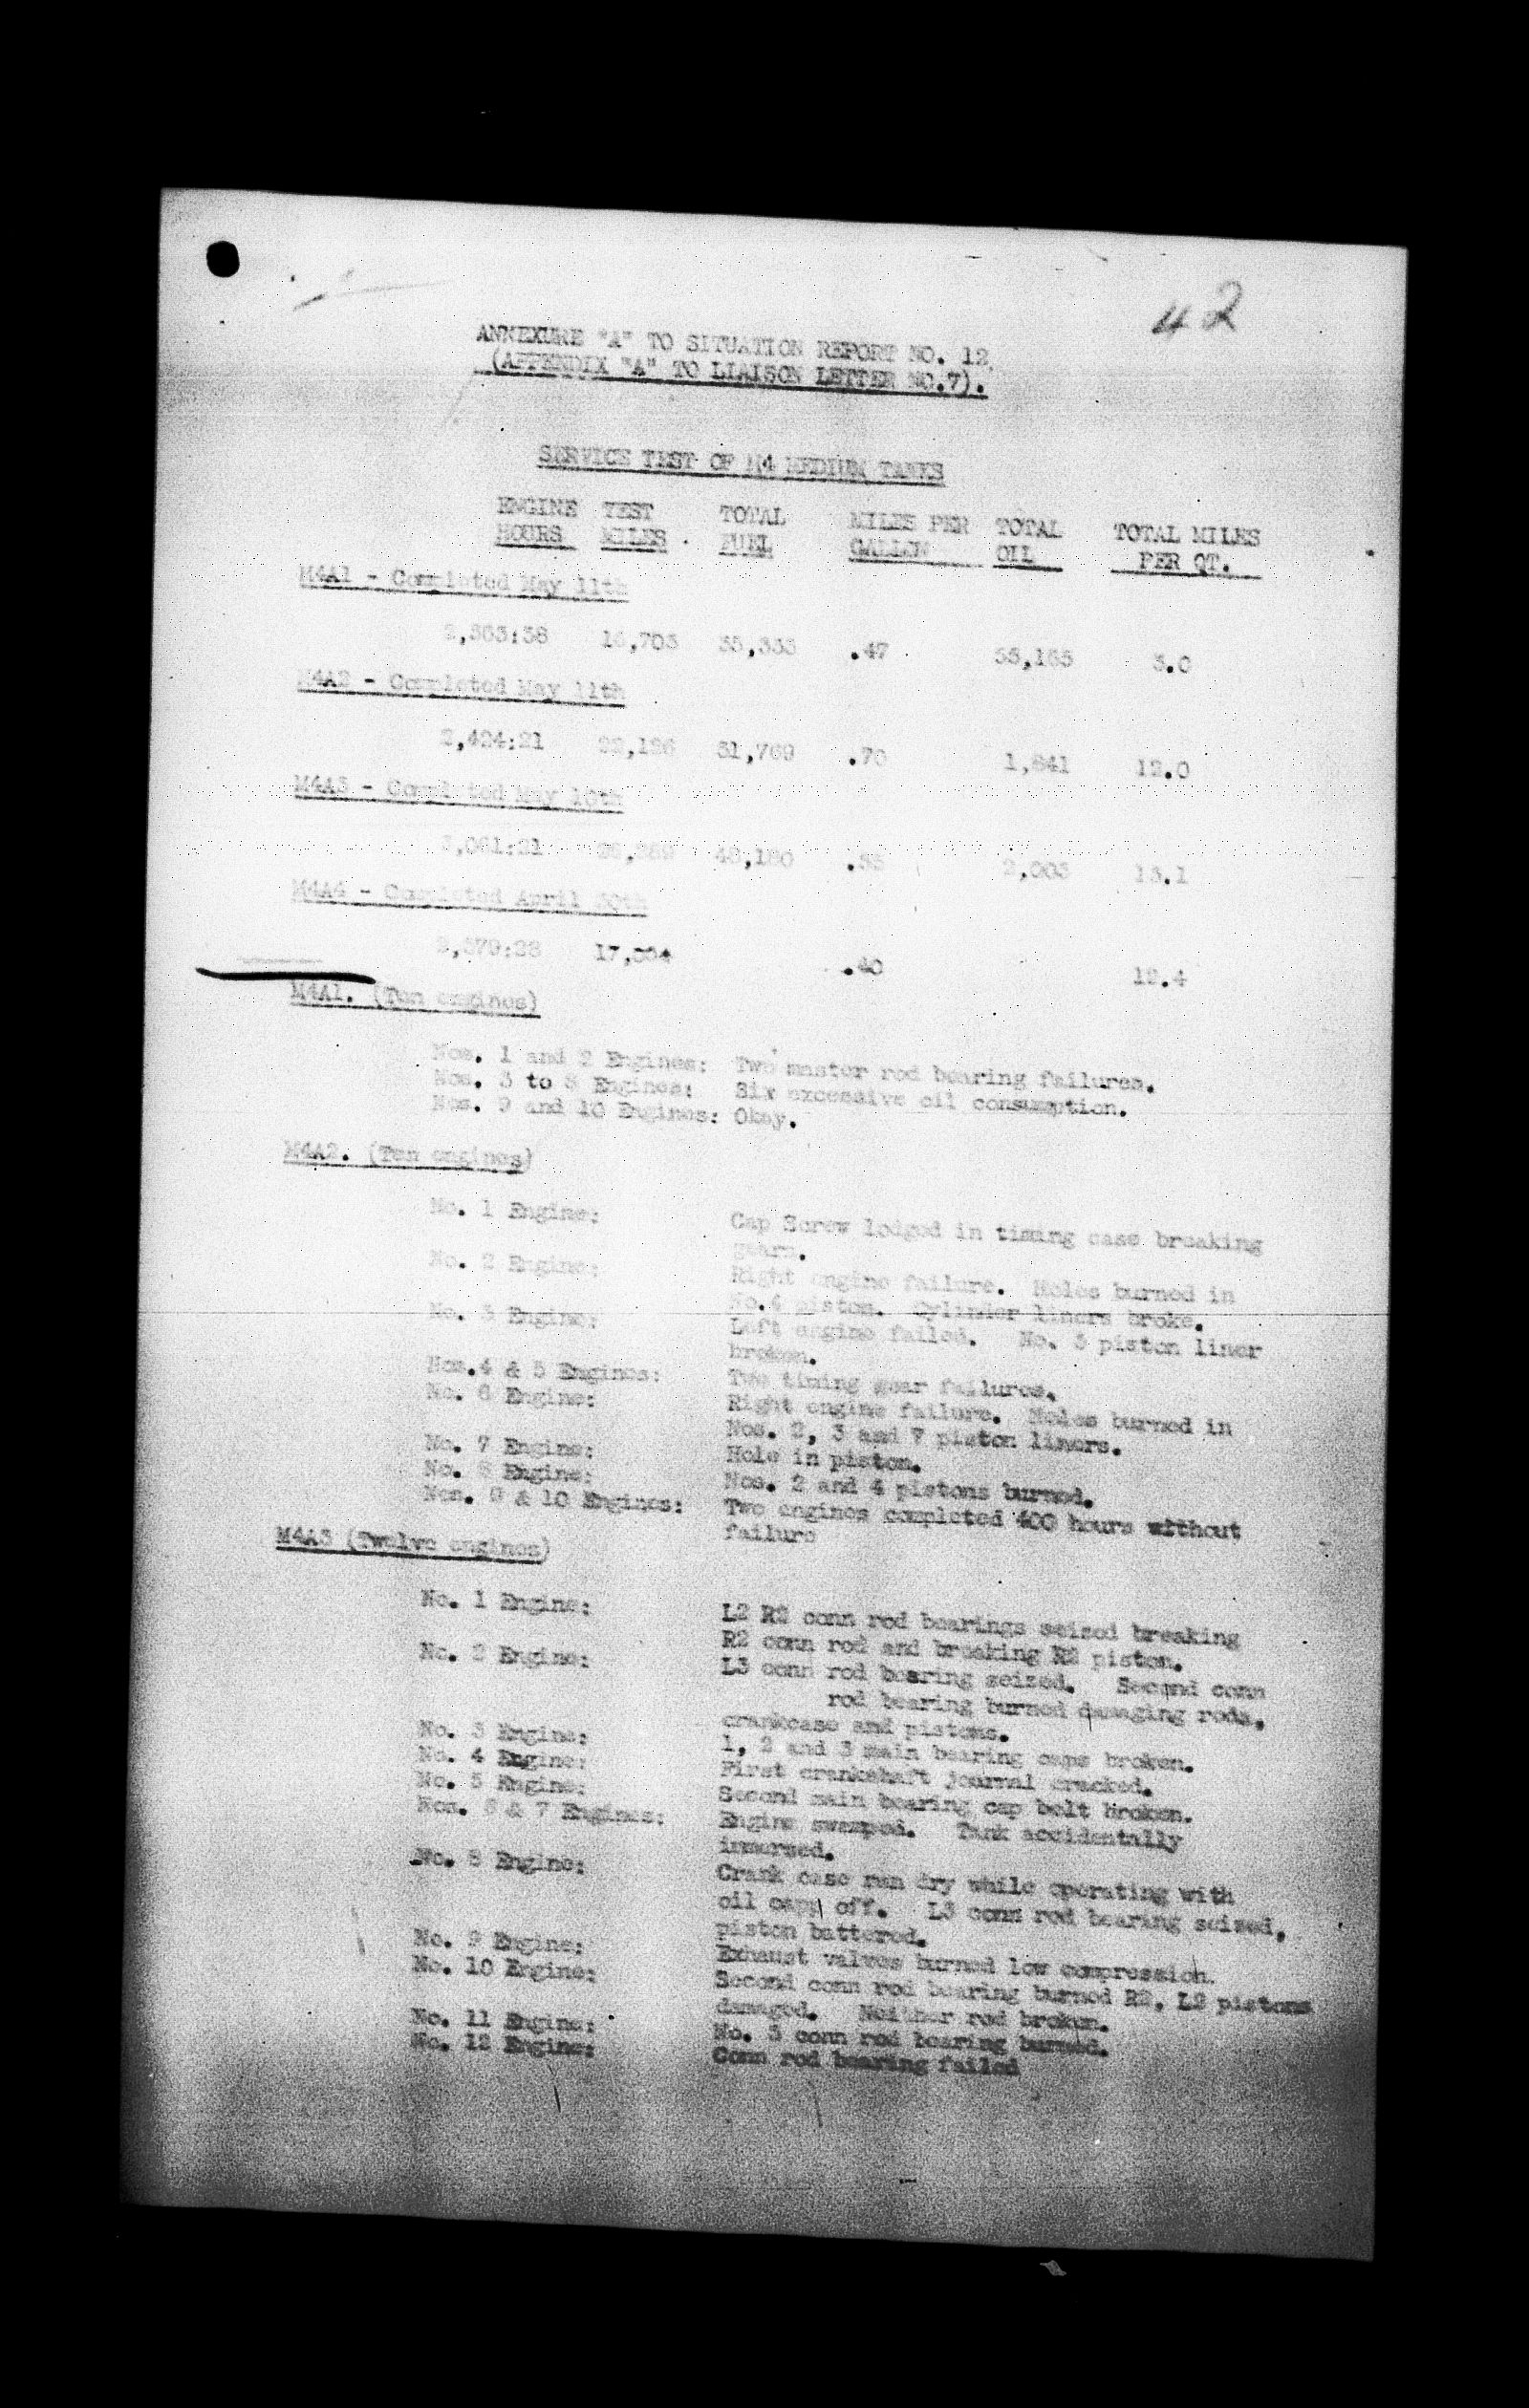 42
ANNEXURE "A" TO SITUATION REPORT NO. 12
(APPENDIX "A" TO LIAISON LETTER NO.7).
SERVICE TEST OF M4 MEDIUM TANKS
ENGINE TEST TOTAL MILES PER TOTAL TOTAL MILES
HOURS MILES FUEL GALLON OIL PER QT.
M4A1 - Completed May 11th
.47
M4A2 - Completed May 11th
2,424:21 22,126 31,769 .70 1,841 12.0
M4A3 - Completed May
.55 13.1
M4A4 - Completed April 30th
.40 12.4
M4A1. (Ten engines)
Nos. 1 and 2 Engines: Two master rod bearing failures.
Nos. 3 to Engines: Six excessive oil consumption.
Nos. 9 and 10 Engines: Okay.
M4A2. (Ten engines)
No. 1 Engine: Cap Screw lodged in timing case breaking
gears.
No. 2 Engine: Right engine failure. Holes burned in
No.4 piston. Cylinder liners broke.
No. 3 Engine: Left engine failed. No. 3 piston liner
broken.
Nos.4 & 5 Engines: Two timing gear failures.
No. 6 Engine: Right engine failure. Holes burned in
Nos. 2, 3 and piston liners.
No. 7 Engine: Hole in piston.
No. 8 Engine: Nos. 2 and 4 pistons burned.
Nos. 9 & 10 Engines: Two engines completed 400 hours without
failure
M4A3 (Twelve engines)
No. 1 Engine: L2 R2 conn rod bearings seized breaking
R2 conn rod and breaking R2 piston.
No. 2 Engine: L3 conn rod bearing seized. Second conn
rod bearing burned damaging rods,
crankcase and pistons.
No. 3 Engine: 1, 2 and 3 main bearing caps broken.
No. 4 Engine: First crankshaft journal cracked.
No. 5 Engine: Second main bearing cap bolt broken.
Nos. 6 & 7 Engines: Engine swamped. Tank accidentally
immersed.
No. 8 Engine: Crank case ran dry while operating with
oil cap off. L3 conn rod bearing seized,
piston battered.
No. 9 Engine: Exhaust valves burned low compression.
No. 10 Engine: Second conn rod bearing burned R2, L2 pistons
damaged. Neither rod broken.
No. 11 Engine: No. 3 conn rod bearing burned.
No. 12 Engine: Conn rod bearing failed